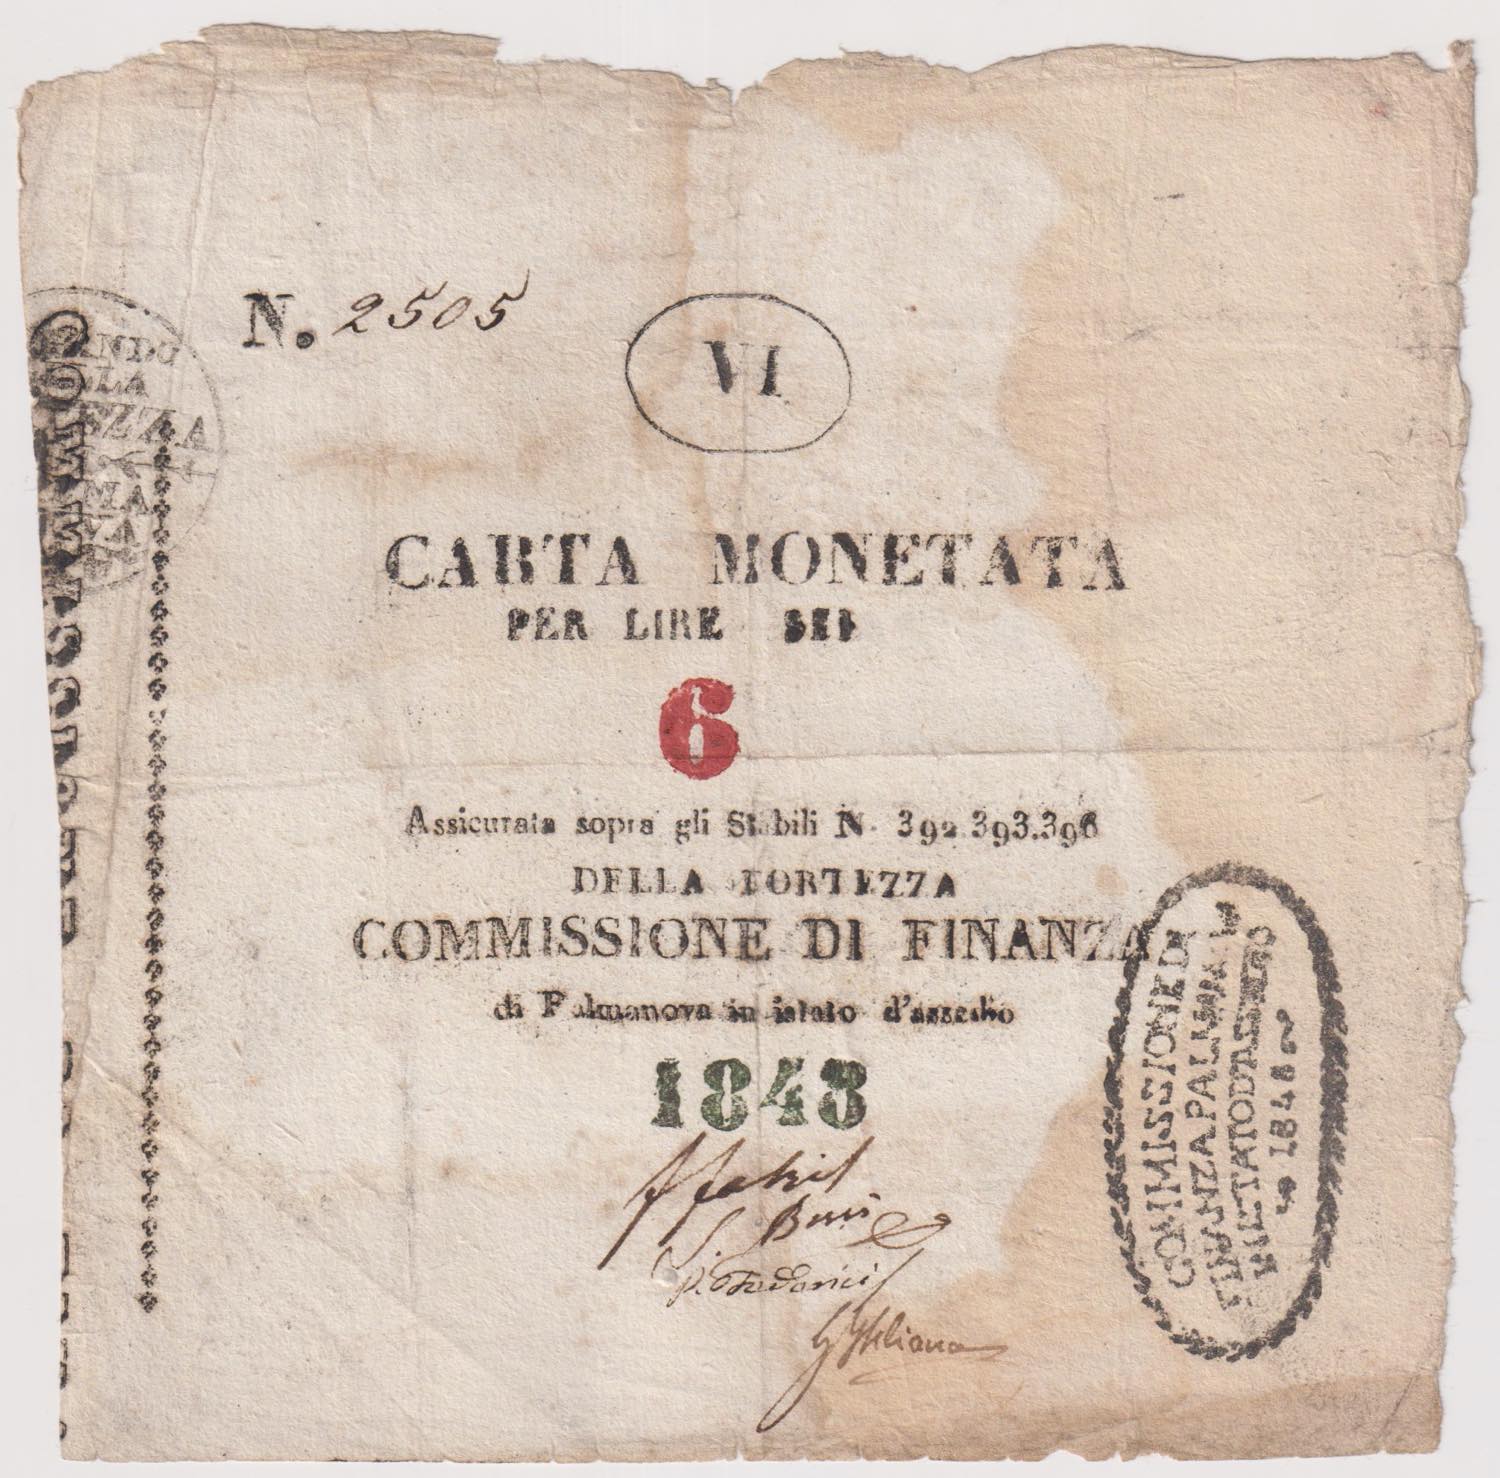 N. 2505
VI
CARTA MONETATA
PER LIRE SEI
6
Assicurata sopra gli Stabili N. 392.393.396
DELLA FORTEZZA
COMMISSIONE DI FINANZA
di Palmanova in istato d'assedio
1848
P. Federici
COMMISSIONE DI
FINANZA PALMA
IN ISTATO D'ASSEDIO
1848